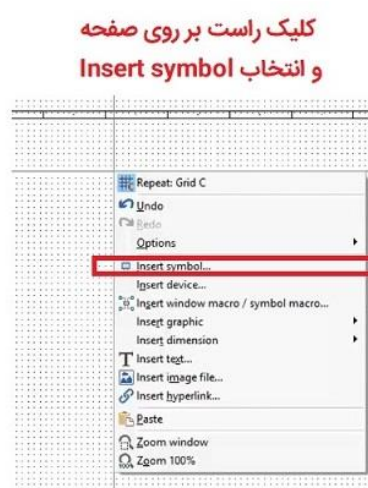 کلیک راست بر روی صفحه
و انتخاب Insert symbol
Repeat: Grid C
Undo
Redo
Options
Insert symbol...
Insert device...
Insert window macro / symbol macro...
Insert graphic
Insert dimension
Insert text...
Insert image file...
Insert hyperlink...
Paste
Zoom window
Zoom 100%